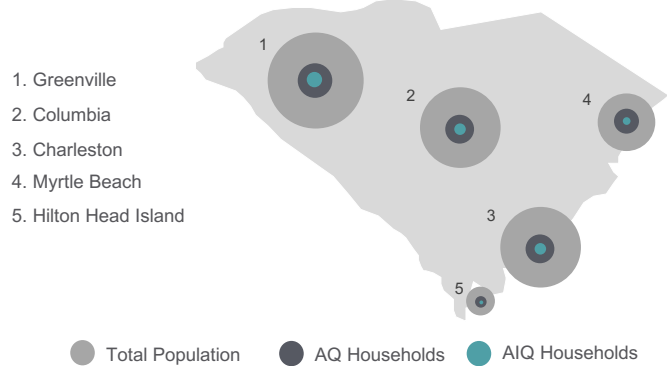 1. Greenville
2. Columbia
3. Charleston
4. Myrtle Beach
5. Hilton Head Island
1
2
4
3
5
Total Population
AQ Households
AIQ Households